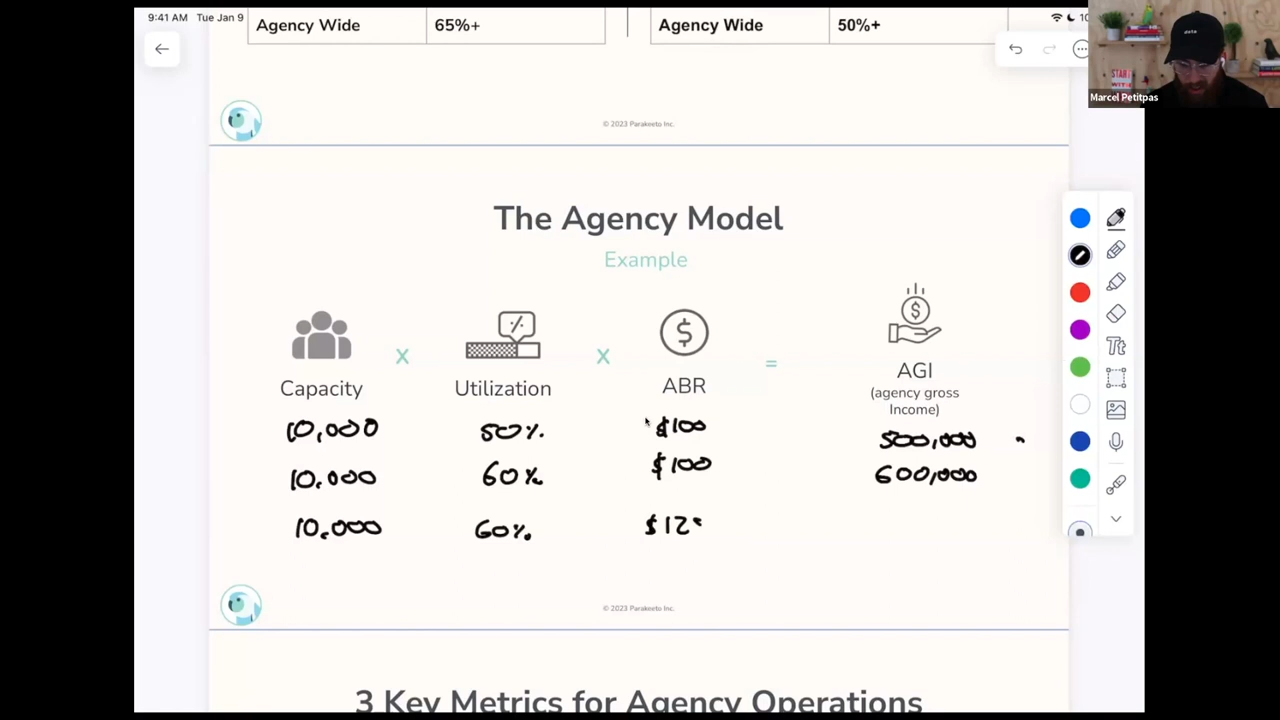 9:41 AM Tue Jan 9
Agency Wide 65%+ Agency Wide 50%+
Marcel Petitpas
© 2023 Parakeeto Inc.
The Agency Model
Example
Capacity X Utilization X ABR = AGI
(agency gross
Income)
10,000 50% $100 500,000
10,000 60% $100 600,000
10,000 60% $12
© 2023 Parakeeto Inc.
3 Key Metrics for Agency Operations
Tt